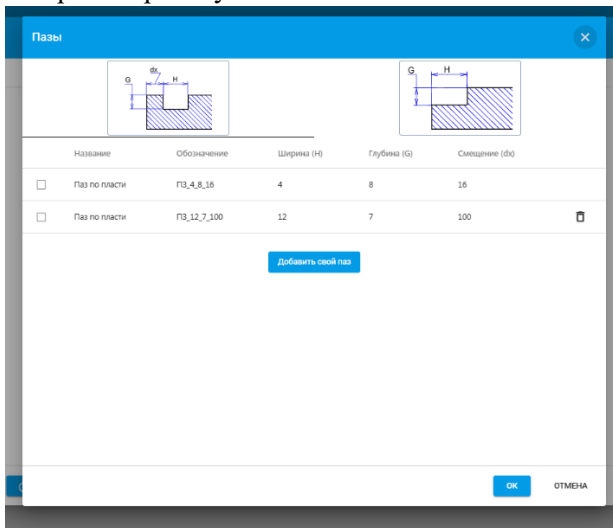 Пазы
G dx H
G H
Название Обозначение Ширина (H) Глубина (G) Смещение (dx)
Паз по пласти ПЗ_4_8_16 4 8 16
Паз по пласти ПЗ_12_7_100 12 7 100
Добавить свой паз
ОК ОТМЕНА